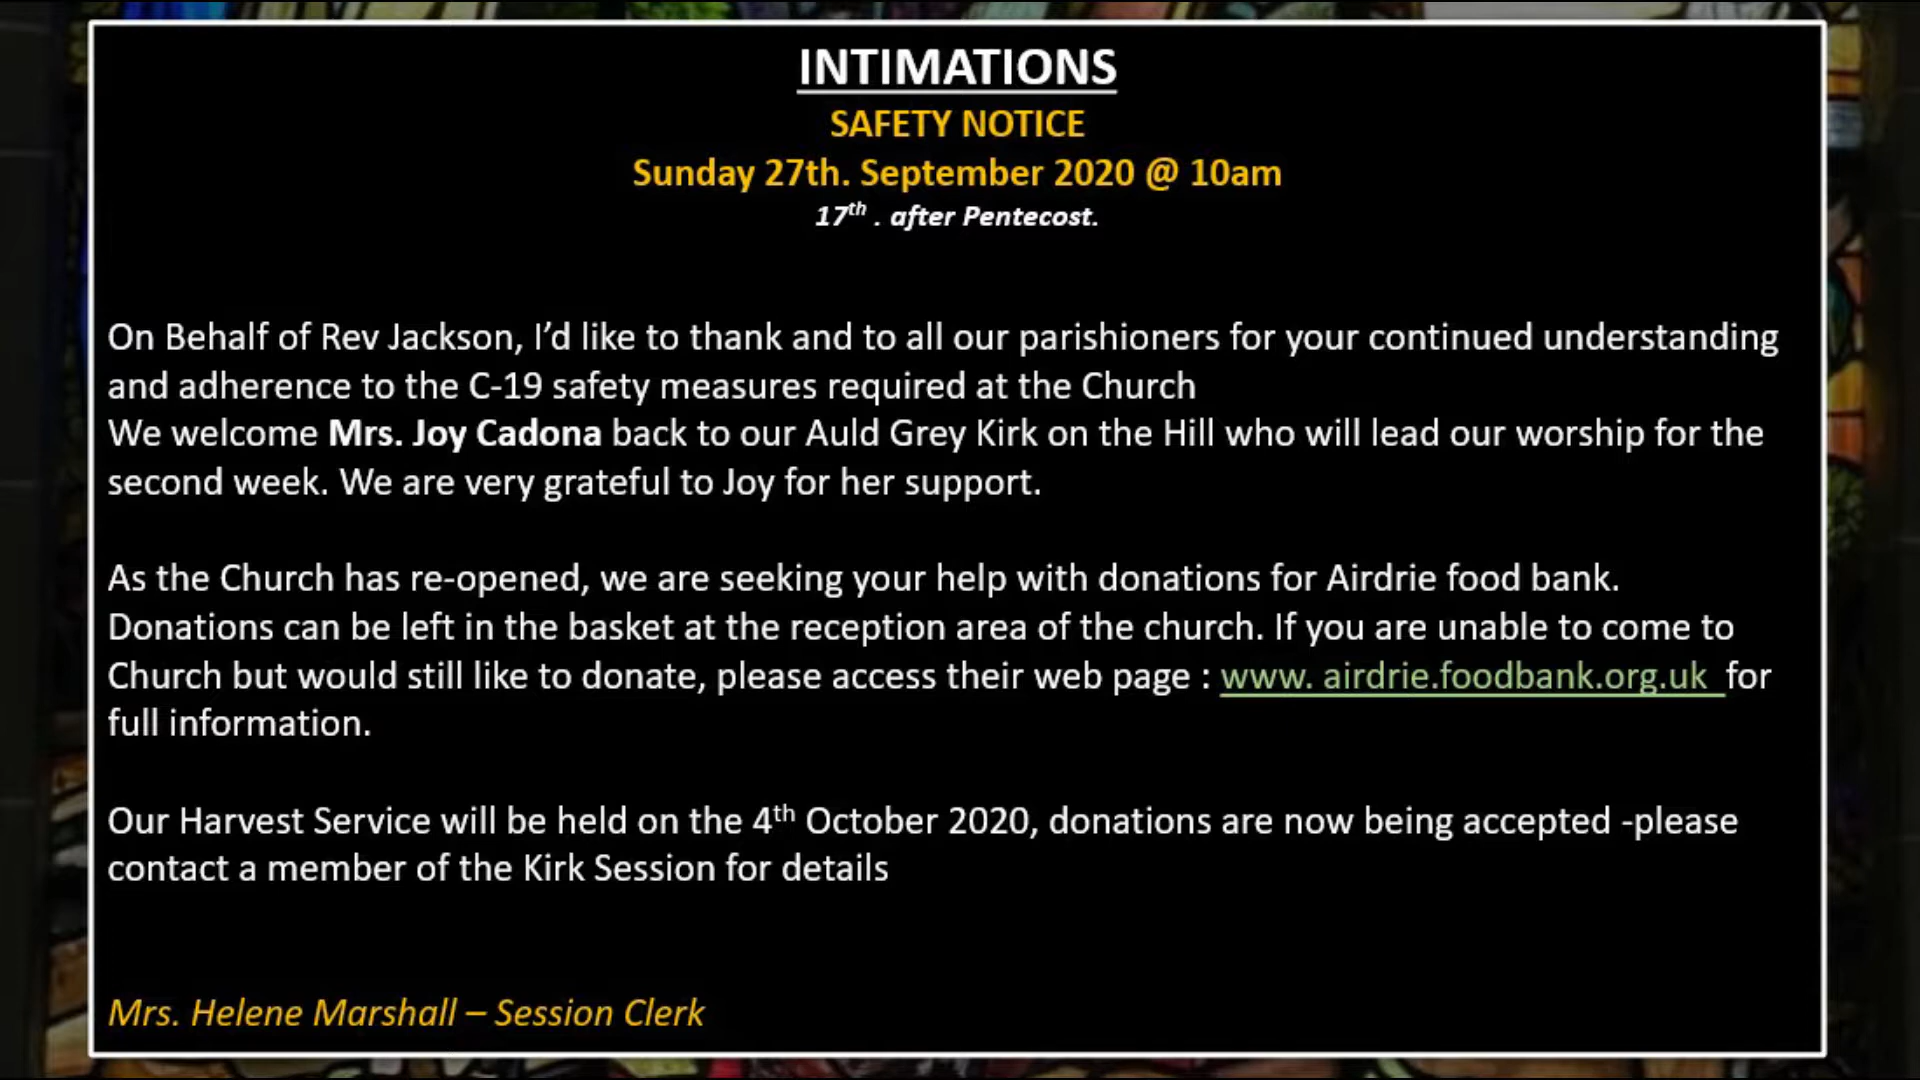 INTIMATIONS
SAFETY NOTICE
Sunday 27th. September 2020 @ 10am
17th . after Pentecost.
On Behalf of Rev Jackson, I’d like to thank and to all our parishioners for your continued understanding
and adherence to the C-19 safety measures required at the Church
We welcome Mrs. Joy Cadona back to our Auld Grey Kirk on the Hill who will lead our worship for the
second week. We are very grateful to Joy for her support.
As the Church has re-opened, we are seeking your help with donations for Airdrie food bank.
Donations can be left in the basket at the reception area of the church. If you are unable to come to
Church but would still like to donate, please access their web page : www. airdrie.foodbank.org.uk for
full information.
Our Harvest Service will be held on the 4th October 2020, donations are now being accepted -please
contact a member of the Kirk Session for details
Mrs. Helene Marshall – Session Clerk